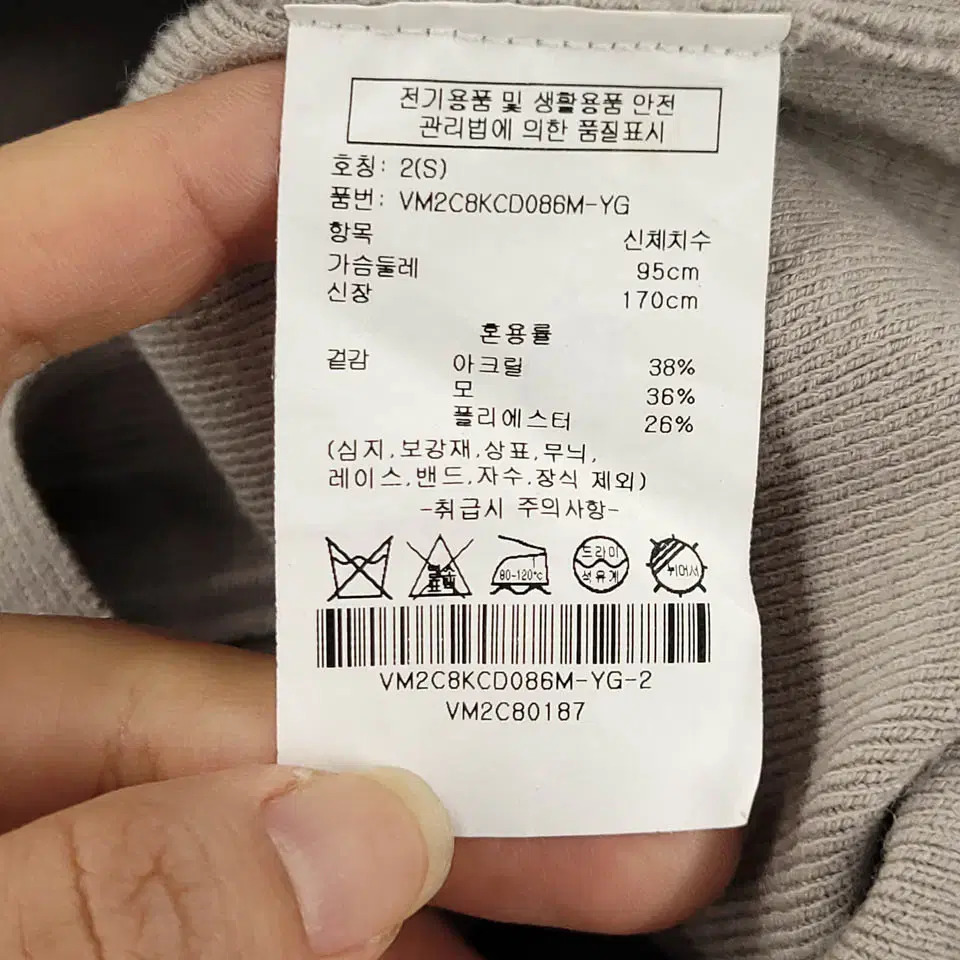 전기용품 및 생활용품 안전
관리법에 의한 품질표시
호칭: 2(S)
품번: VM2C8KCD086M-YG
항목 신체치수
가슴둘레 95cm
신장 170cm
혼용률
겉감 아크릴 38%
모 36%
폴리에스터 26%
(심지,보강재,상표,무늬,
레이스,밴드,자수,장식 제외)
-취급시 주의사항-
80-120℃ 드라이 뉘어서
석유계
VM2C8KCD086M-YG-2
VM2C80187